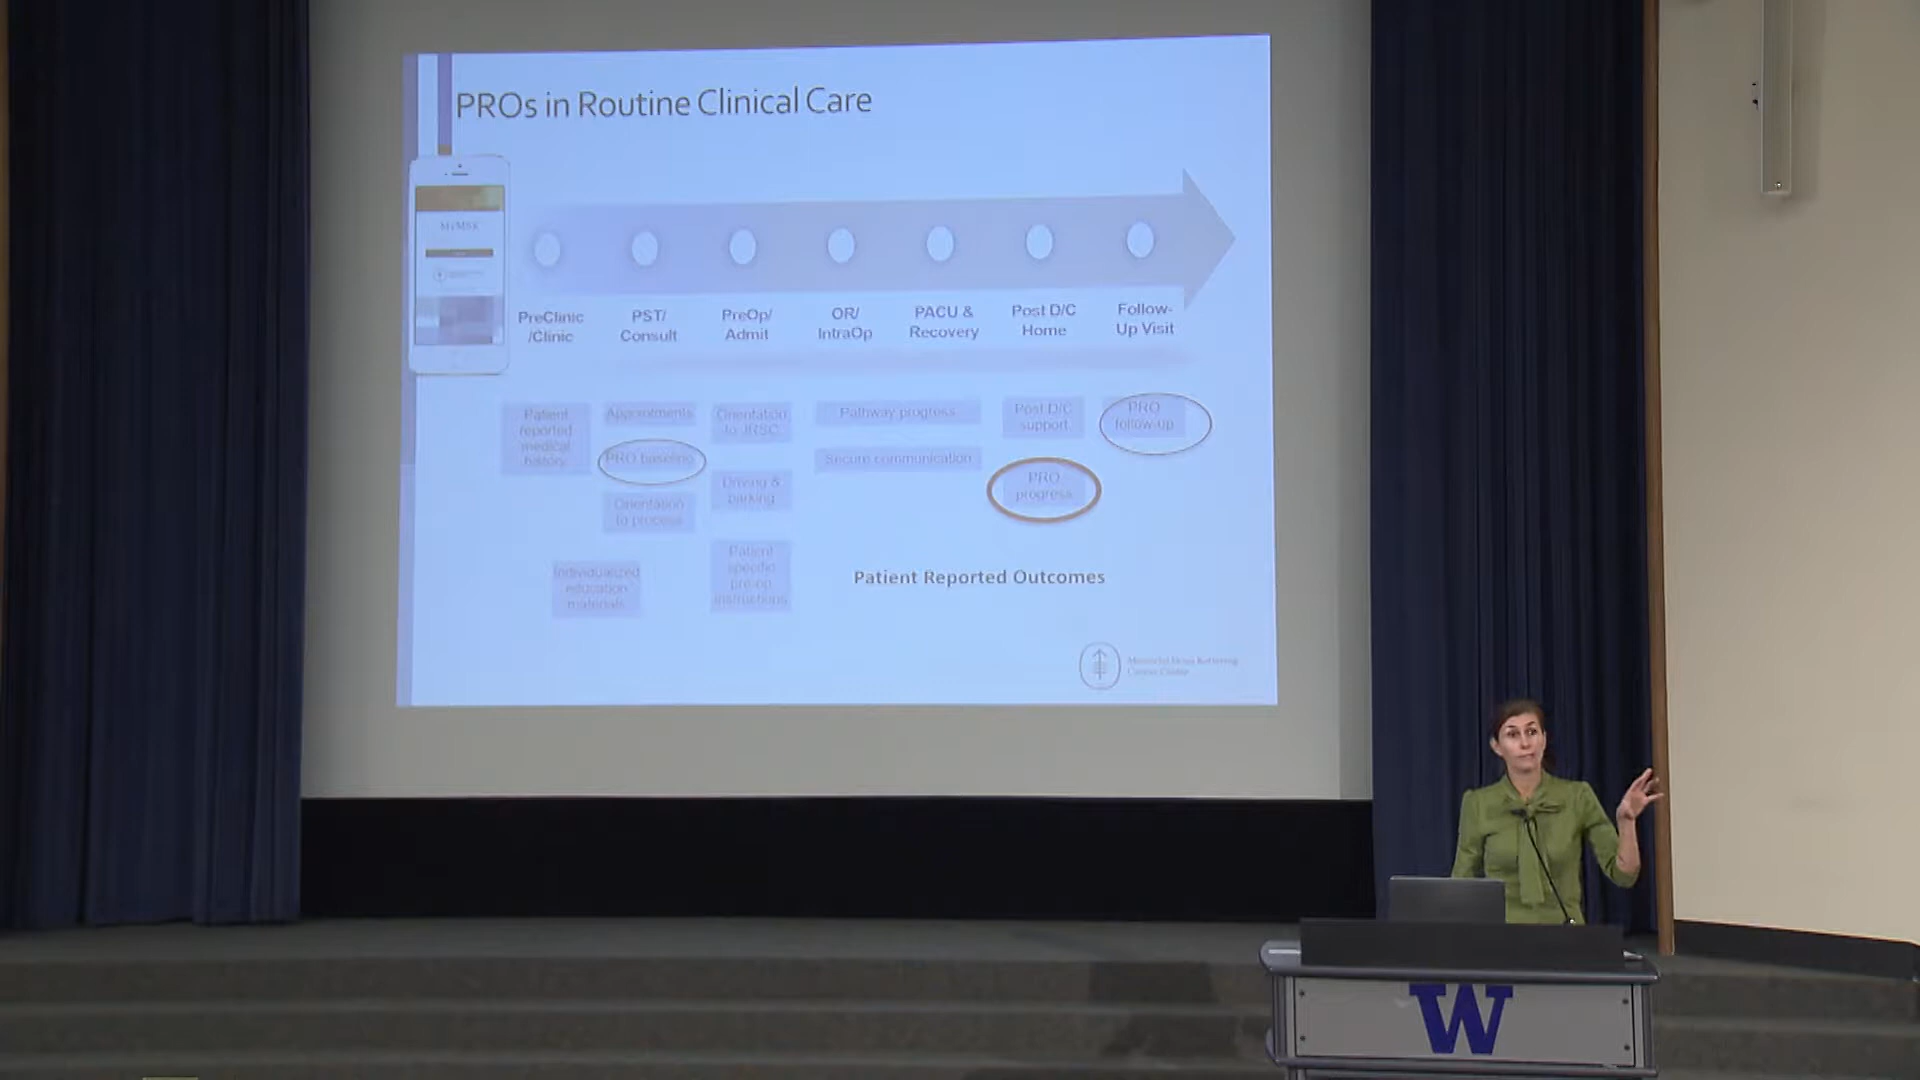 PROs in Routine Clinical Care
MyMSK
PreClinic
/Clinic
PST/
Consult
PreOp/
Admit
OR/
IntraOp
PACU &
Recovery
Post D/C
Home
Follow-
Up Visit
Patient
reported
medical
history
Appointments
PRO baseline
Orientation
to process
Individualized
education
materials
Orientation
to JRSC
Driving &
parking
Patient
specific
pre-op
instructions
Pathway progress
Secure communication
Post D/C
support
PRO
progress
PRO
follow-up
Patient Reported Outcomes
Memorial Sloan Kettering
Cancer Center
W